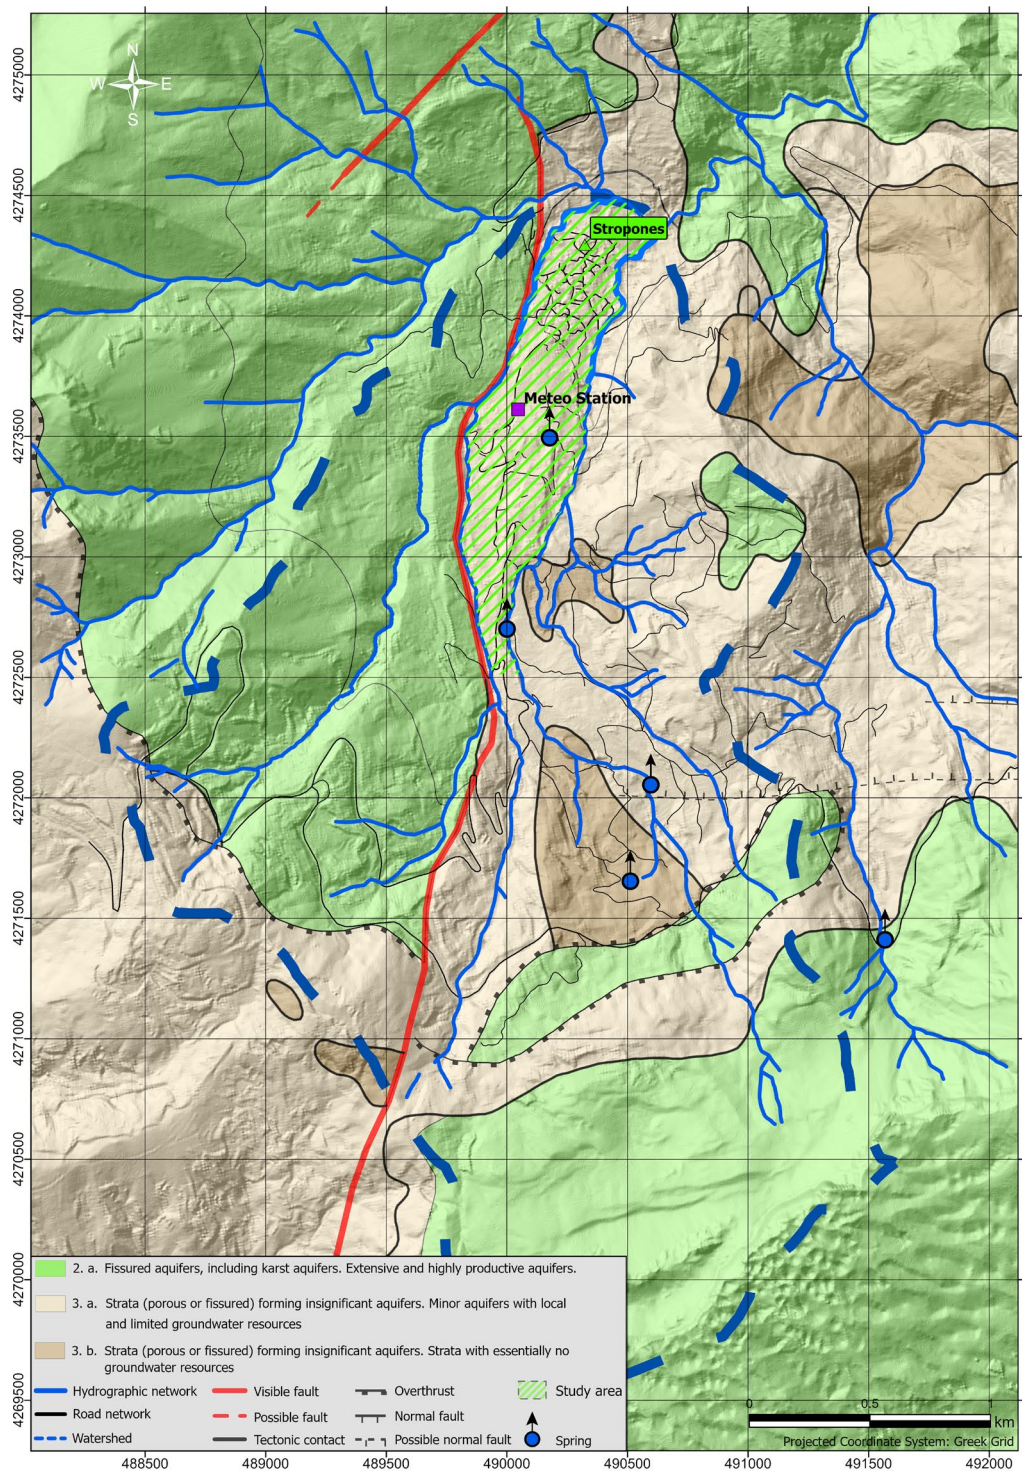 N
W E
S
4275000
4274500
4274000
4273500
4273000
4272500
4272000
4271500
4271000
4270500
4270000
4269500
Stropones
Meteo Station
2. a. Fissured aquifers, including karst aquifers. Extensive and highly productive aquifers.
3. a. Strata (porous or fissured) forming insignificant aquifers. Minor aquifers with local
and limited groundwater resources
3. b. Strata (porous or fissured) forming insignificant aquifers. Strata with essentially no
groundwater resources
Hydrographic network
Visible fault
Overthrust
Study area
Road network
Possible fault
Normal fault
Watershed
Tectonic contact
Possible normal fault
Spring
0 0.5 1
km
Projected Coordinate System: Greek Grid
488500 489000 489500 490000 490500 491000 491500 492000